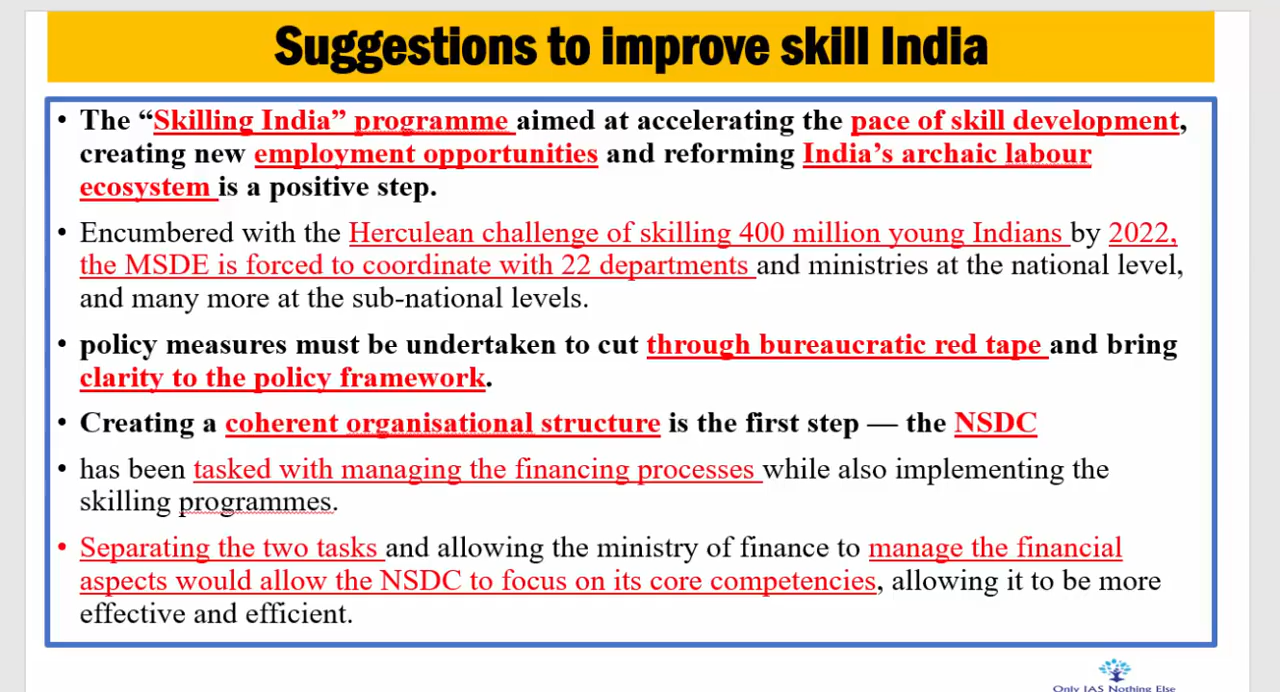 Suggestions to improve skill India
• The “Skilling India” programme aimed at accelerating the pace of skill development,
creating new employment opportunities and reforming India’s archaic labour
ecosystem is a positive step.
• Encumbered with the Herculean challenge of skilling 400 million young Indians by 2022,
the MSDE is forced to coordinate with 22 departments and ministries at the national level,
and many more at the sub-national levels.
• policy measures must be undertaken to cut through bureaucratic red tape and bring
clarity to the policy framework.
• Creating a coherent organisational structure is the first step — the NSDC
• has been tasked with managing the financing processes while also implementing the
skilling programmes.
• Separating the two tasks and allowing the ministry of finance to manage the financial
aspects would allow the NSDC to focus on its core competencies, allowing it to be more
effective and efficient.
Only IAS Nothing Else